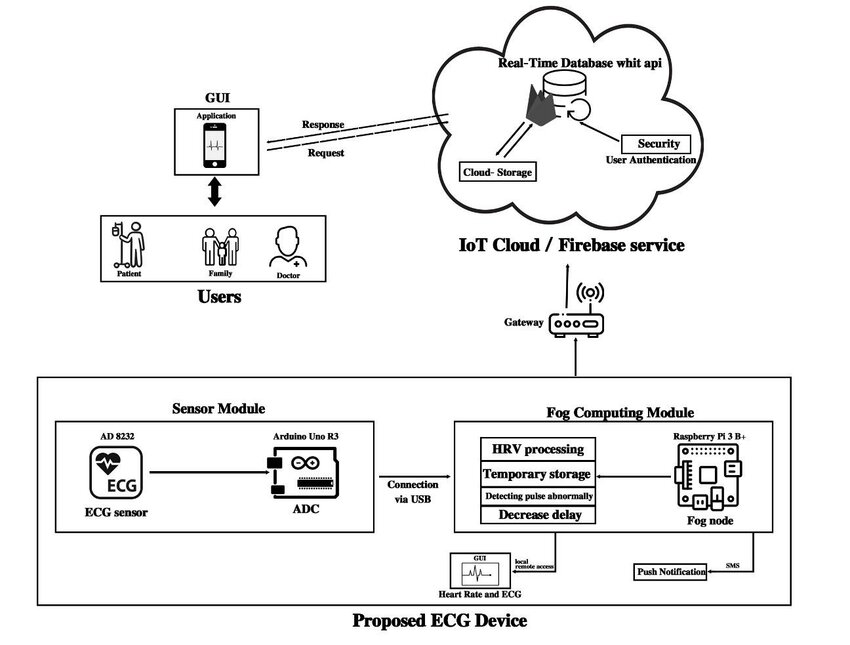 Real-Time Database whit api
GUI
Application
Response
Request
Security
User Authentication
Cloud- Storage
IoT Cloud / Firebase service
Patient
Family
Doctor
Users
Gateway
Sensor Module
Fog Computing Module
AD 8232
Arduino Uno R3
Raspberry Pi 3 B+
HRV processing
Temporary storage
Detecting pulse abnormally
Decrease delay
ECG
ECG sensor
ADC
Connection
via USB
Fog node
GUI
local
remote access
Heart Rate and ECG
Push Notification
SMS
Proposed ECG Device